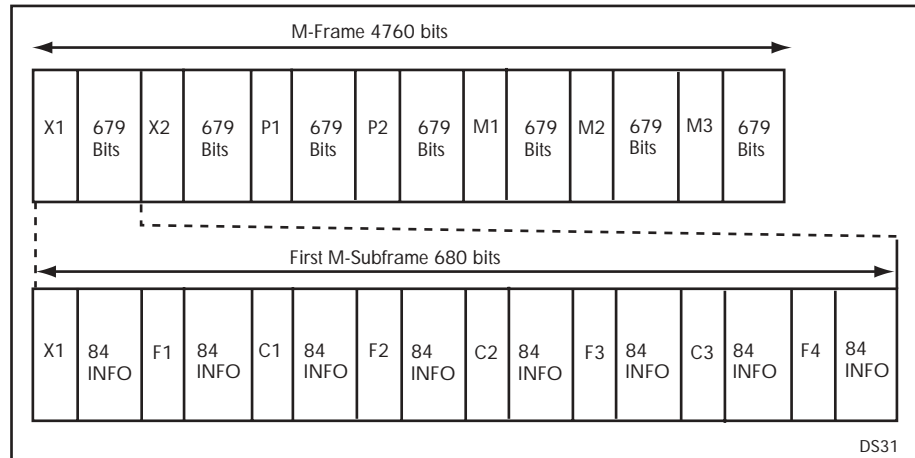 M-Frame 4760 bits
X1 679 Bits X2 679 Bits P1 679 Bits P2 679 Bits M1 679 Bits M2 679 Bits M3 679 Bits
First M-Subframe 680 bits
X1 84 INFO F1 84 INFO C1 84 INFO F2 84 INFO C2 84 INFO F3 84 INFO C3 84 INFO F4 84 INFO
DS31